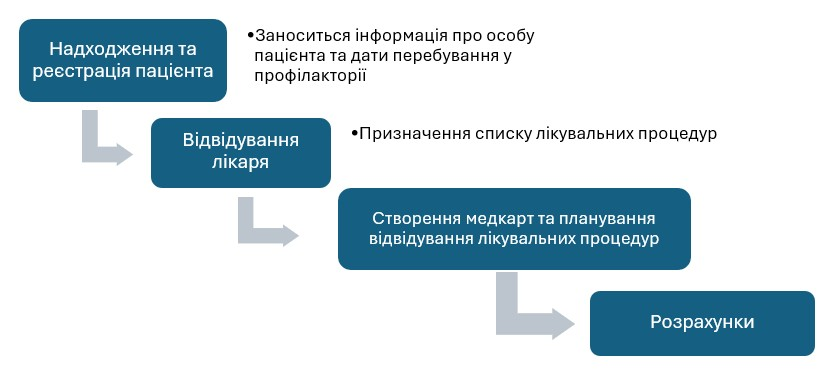 Надходження та
реєстрація пацієнта
•Заноситься інформація про особу
пацієнта та дати перебування у
профілакторії
Відвідування
лікаря
•Призначення списку лікувальних процедур
Створення медкарт та планування
відвідування лікувальних процедур
Розрахунки